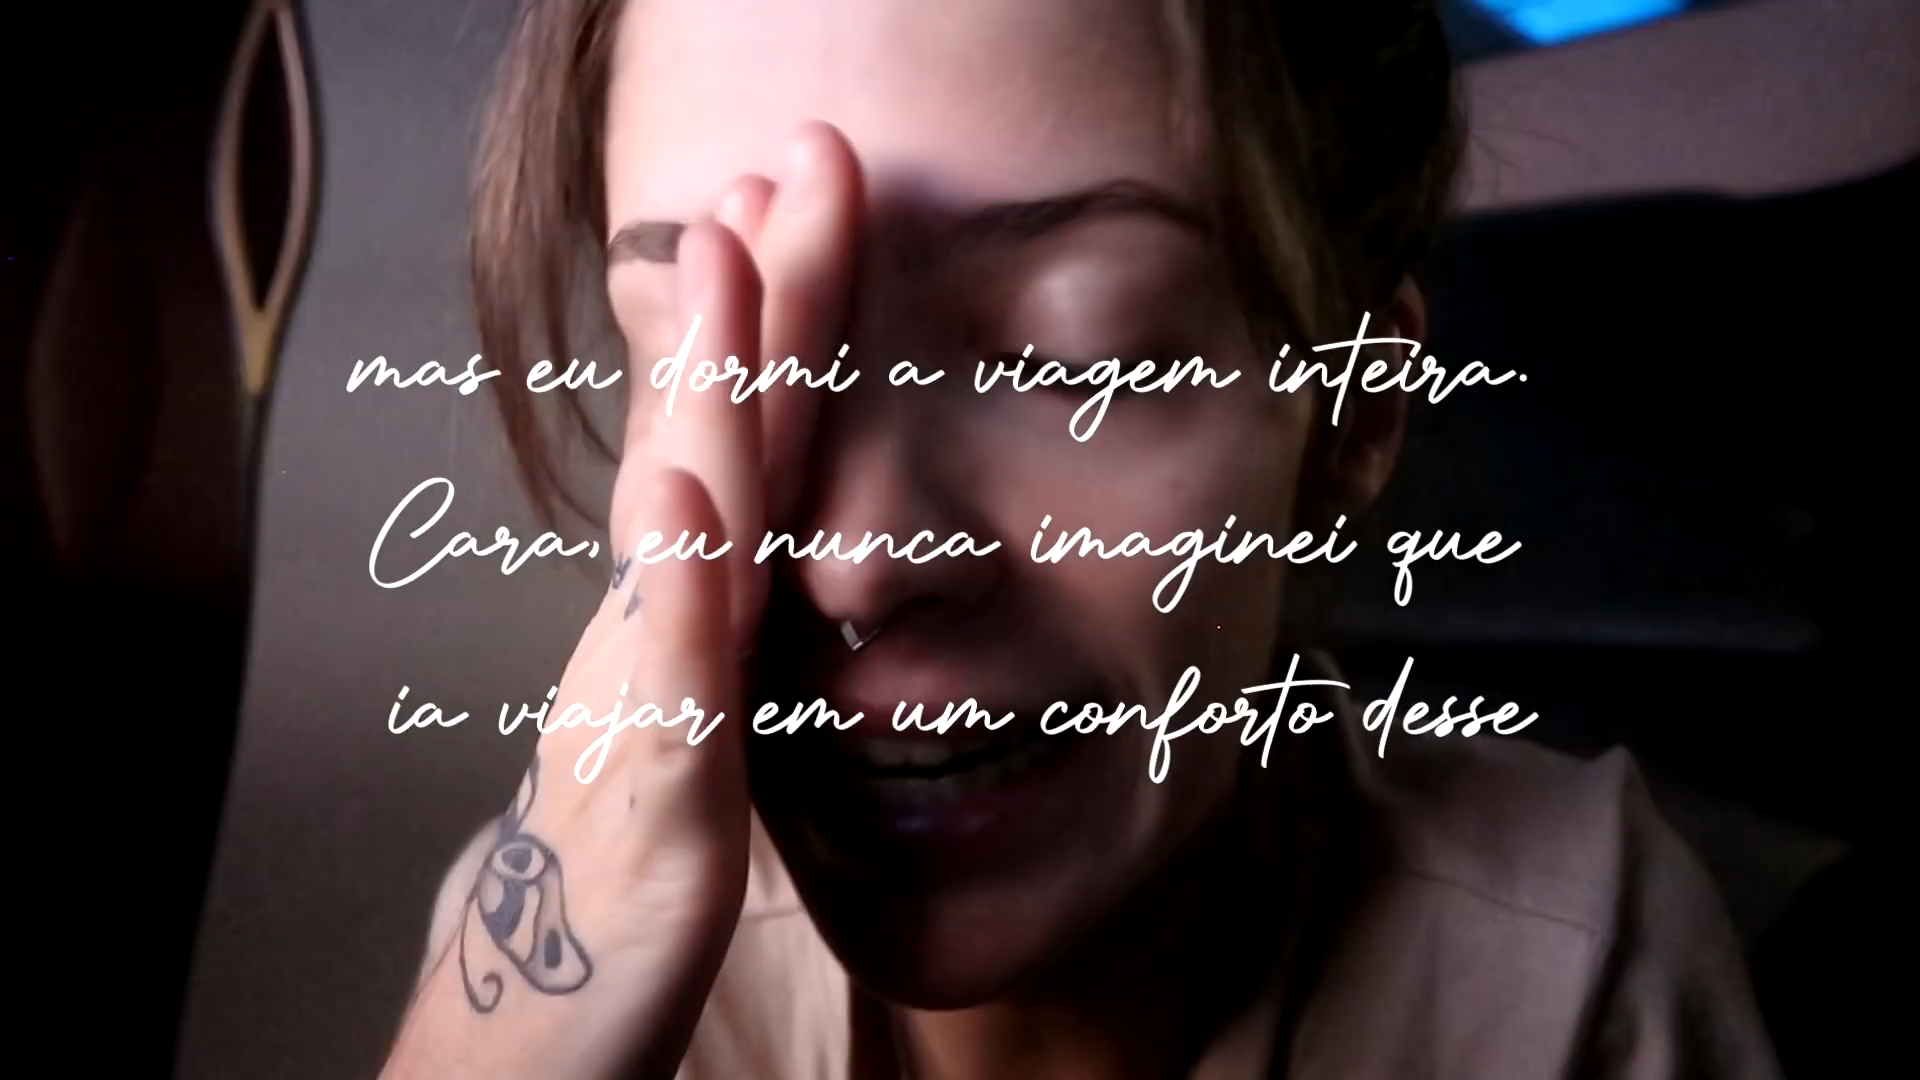 mas eu dormi a viagem inteira.
Cara, eu nunca imaginei que
ia viajar em um conforto desse